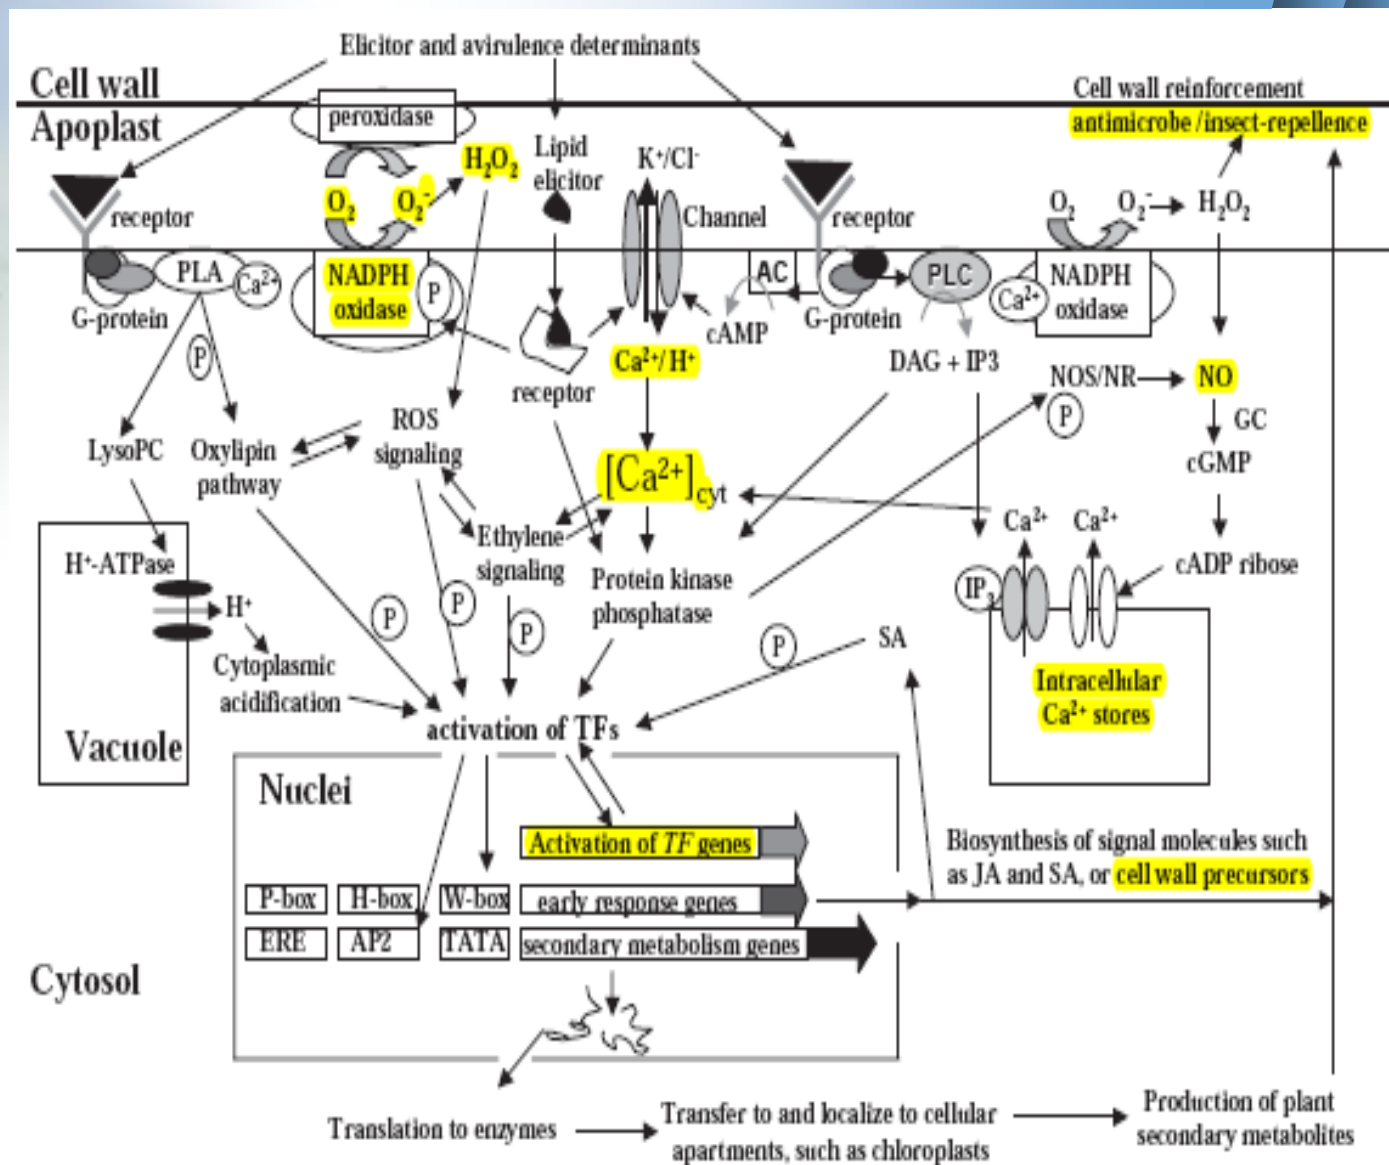 Elicitor and avirulence determinants
Cell wall
Apoplast
peroxidase
Cell wall reinforcement
antimicrobe/insect-repellence
H₂O₂
Lipid
elicitor
K⁺/Cl⁻
O₂
O₂⁻
receptor
Channel
receptor
O₂
O₂⁻
H₂O₂
PLA
Ca²⁺
G-protein
NADPH
oxidase
P
AC
cAMP
G-protein
PLC
Ca²⁺
NADPH
oxidase
Ca²⁺/H⁺
DAG + IP3
P
receptor
NOS/NR
NO
P
GC
cGMP
LysoPC
Oxylipin
pathway
ROS
signaling
[Ca²⁺]cyt
Ethylene
signaling
Ca²⁺
Ca²⁺
H⁺-ATPase
Protein kinase
phosphatase
IP₃
cADP ribose
H⁺
P
P
P
P
SA
Cytoplasmic
acidification
Intracellular
Ca²⁺ stores
activation of TFs
Vacuole
Nuclei
Activation of TF genes
Biosynthesis of signal molecules such
as JA and SA, or cell wall precursors
P-box
H-box
W-box
early response genes
ERE
AP2
TATA
secondary metabolism genes
Cytosol
Translation to enzymes
Transfer to and localize to cellular
apartments, such as chloroplasts
Production of plant
secondary metabolites